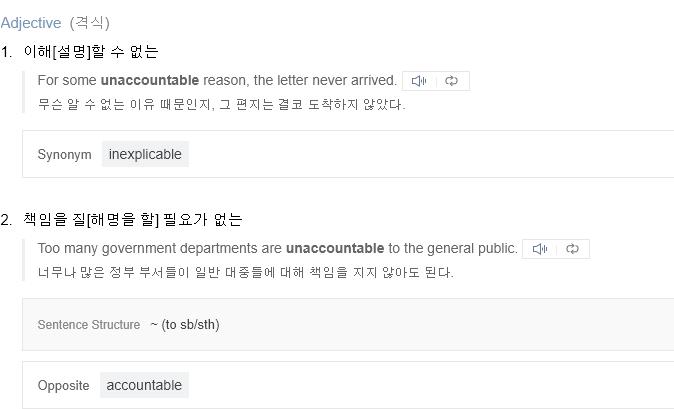 Adjective (격식)
1. 이해[설명]할 수 없는
For some unaccountable reason, the letter never arrived.
무슨 알 수 없는 이유 때문인지, 그 편지는 결코 도착하지 않았다.
Synonym inexplicable
2. 책임을 질[해명을 할] 필요가 없는
Too many government departments are unaccountable to the general public.
너무나 많은 정부 부서들이 일반 대중들에 대해 책임을 지지 않아도 된다.
Sentence Structure ~ (to sb/sth)
Opposite accountable